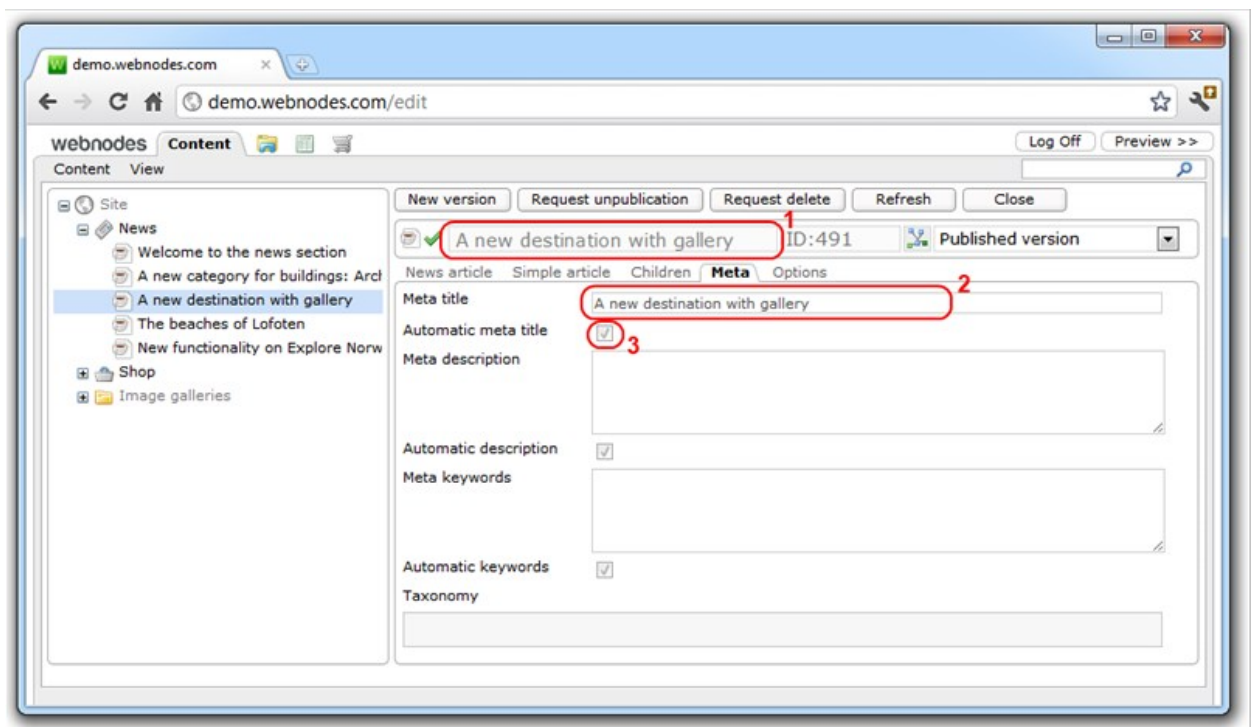 demo.webnodes.com
demo.webnodes.com/edit
webnodes Content Log Off Preview >>
Content View
Site
News
Welcome to the news section
A new category for buildings: Arch
A new destination with gallery
The beaches of Lofoten
New functionality on Explore Norw
Shop
Image galleries
New version Request unpublication Request delete Refresh Close
1
A new destination with gallery ID:491 Published version
News article Simple article Children Meta Options
2
Meta title A new destination with gallery
Automatic meta title
3
Meta description
Automatic description
Meta keywords
Automatic keywords
Taxonomy